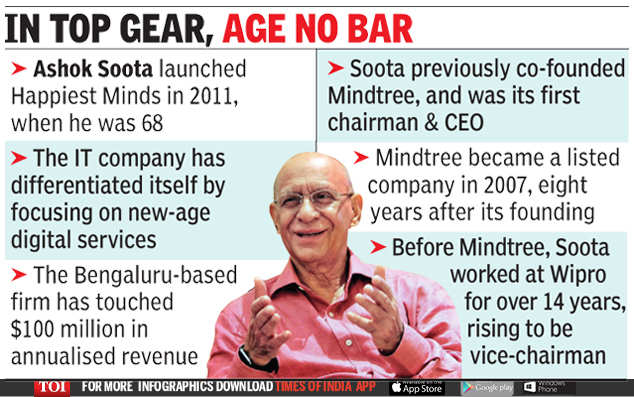 IN TOP GEAR, AGE NO BAR
➤ Ashok Soota launched
Happiest Minds in 2011,
when he was 68
➤ The IT company has
differentiated itself by
focusing on new-age
digital services
➤ The Bengaluru-based
firm has touched
$100 million in
annualised revenue
➤ Soota previously co-founded
Mindtree, and was its first
chairman & CEO
➤ Mindtree became a listed
company in 2007, eight
years after its founding
➤ Before Mindtree, Soota
worked at Wipro
for over 14 years,
rising to be
vice-chairman
TOI FOR MORE INFOGRAPHICS DOWNLOAD TIMES OF INDIA APP
Available on the
App Store
Google play
Windows
Phone